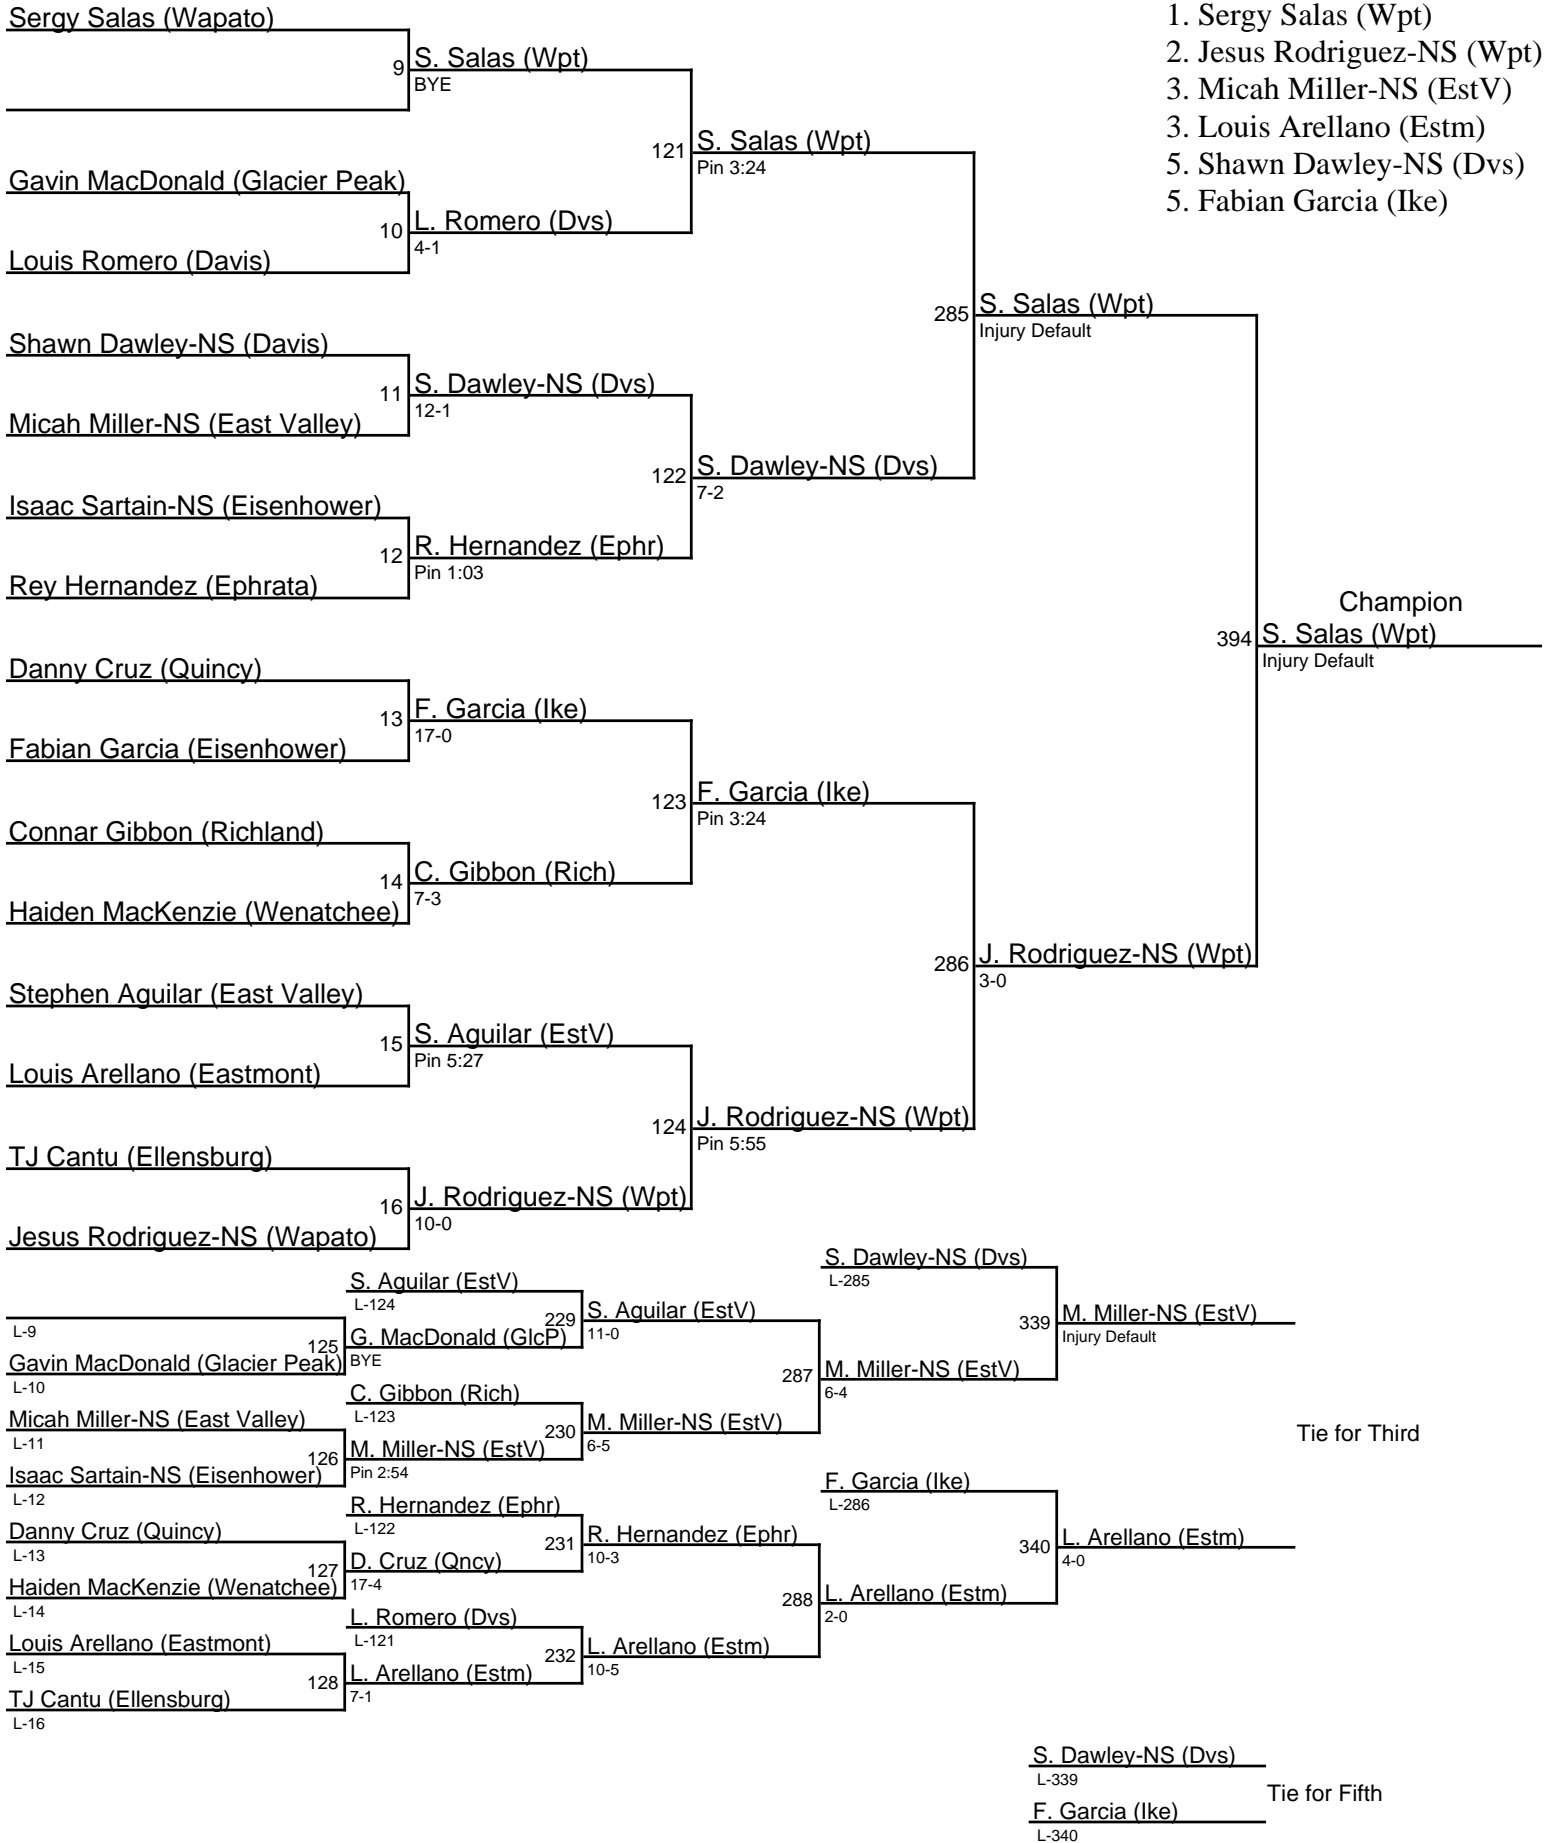 1. Sergy Salas (Wpt)
2. Jesus Rodriguez-NS (Wpt)
3. Micah Miller-NS (EstV)
3. Louis Arellano (Estm)
5. Shawn Dawley-NS (Dvs)
5. Fabian Garcia (Ike)
Sergy Salas (Wapato)
9
S. Salas (Wpt)
BYE
Gavin MacDonald (Glacier Peak)
10
L. Romero (Dvs)
4-1
Louis Romero (Davis)
121
S. Salas (Wpt)
Pin 3:24
Shawn Dawley-NS (Davis)
11
S. Dawley-NS (Dvs)
12-1
Micah Miller-NS (East Valley)
122
S. Dawley-NS (Dvs)
7-2
Isaac Sartain-NS (Eisenhower)
12
R. Hernandez (Ephr)
Pin 1:03
Rey Hernandez (Ephrata)
285
S. Salas (Wpt)
Injury Default
Danny Cruz (Quincy)
13
F. Garcia (Ike)
17-0
Fabian Garcia (Eisenhower)
123
F. Garcia (Ike)
Pin 3:24
Connar Gibbon (Richland)
14
C. Gibbon (Rich)
7-3
Haiden MacKenzie (Wenatchee)
286
J. Rodriguez-NS (Wpt)
3-0
Stephen Aguilar (East Valley)
15
S. Aguilar (EstV)
Pin 5:27
Louis Arellano (Eastmont)
124
J. Rodriguez-NS (Wpt)
Pin 5:55
TJ Cantu (Ellensburg)
16
J. Rodriguez-NS (Wpt)
10-0
Jesus Rodriguez-NS (Wapato)
Champion
394
S. Salas (Wpt)
Injury Default
L-9
125
Gavin MacDonald (Glacier Peak)
L-10
Micah Miller-NS (East Valley)
L-11
126
Isaac Sartain-NS (Eisenhower)
L-12
Danny Cruz (Quincy)
L-13
127
Haiden MacKenzie (Wenatchee)
L-14
Louis Arellano (Eastmont)
L-15
128
TJ Cantu (Ellensburg)
L-16
S. Aguilar (EstV)
L-124
229
G. MacDonald (GlcP)
BYE
C. Gibbon (Rich)
L-123
230
M. Miller-NS (EstV)
Pin 2:54
R. Hernandez (Ephr)
L-122
231
D. Cruz (Qncy)
17-4
L. Romero (Dvs)
L-121
232
L. Arellano (Estm)
7-1
S. Aguilar (EstV)
11-0
287
M. Miller-NS (EstV)
6-5
R. Hernandez (Ephr)
10-3
288
L. Arellano (Estm)
10-5
S. Dawley-NS (Dvs)
L-285
339
M. Miller-NS (EstV)
6-4
F. Garcia (Ike)
L-286
340
L. Arellano (Estm)
2-0
M. Miller-NS (EstV)
Injury Default
Tie for Third
L. Arellano (Estm)
4-0
S. Dawley-NS (Dvs)
L-339
Tie for Fifth
F. Garcia (Ike)
L-340